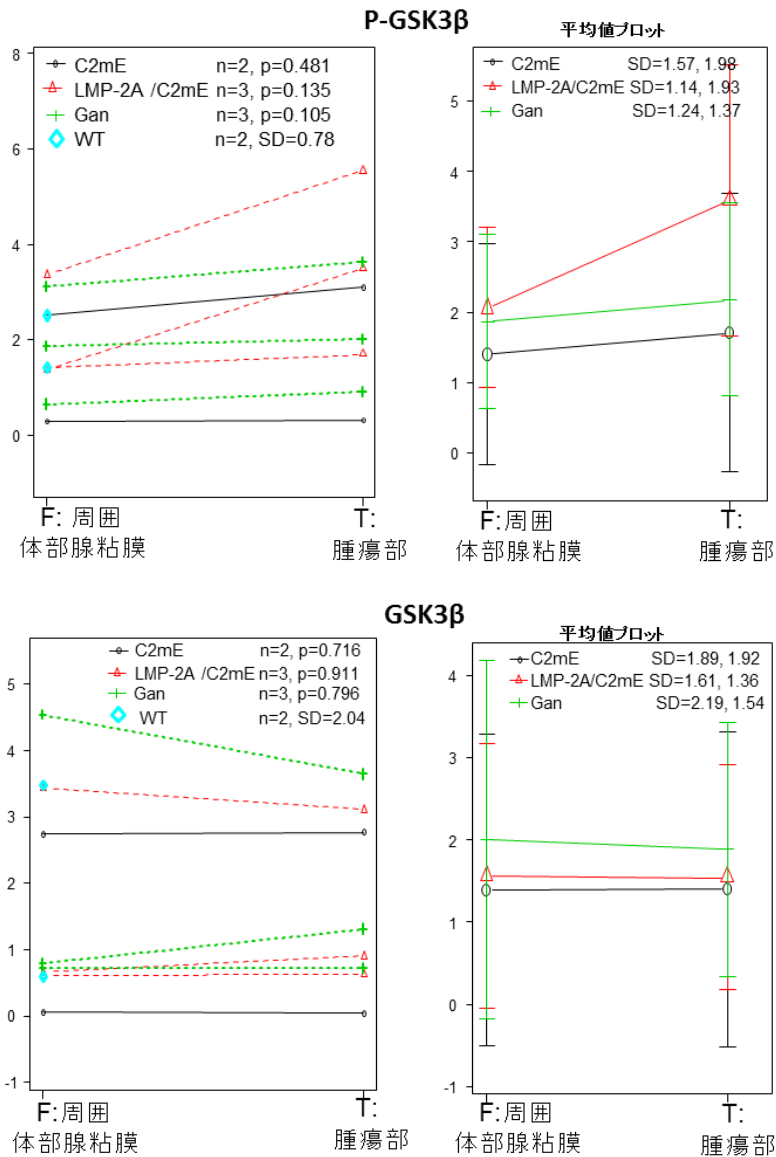 P-GSK3β
8
6
4
2
0
C2mE n=2, p=0.481
LMP-2A /C2mE n=3, p=0.135
Gan n=3, p=0.105
WT n=2, SD=0.78
F: 周囲
体部腺粘膜
T:
腫瘍部
平均値プロット
5
4
3
2
1
0
C2mE SD=1.57, 1.98
LMP-2A/C2mE SD=1.14, 1.93
Gan SD=1.24, 1.37
F:周囲
体部腺粘膜
T:
腫瘍部
GSK3β
5
4
3
2
1
0
-1
C2mE n=2, p=0.716
LMP-2A /C2mE n=3, p=0.911
Gan n=3, p=0.796
WT n=2, SD=2.04
F:周囲
体部腺粘膜
T:
腫瘍部
平均値プロット
4
3
2
1
0
-1
C2mE SD=1.89, 1.92
LMP-2A/C2mE SD=1.61, 1.36
Gan SD=2.19, 1.54
F:周囲
体部腺粘膜
T:
腫瘍部